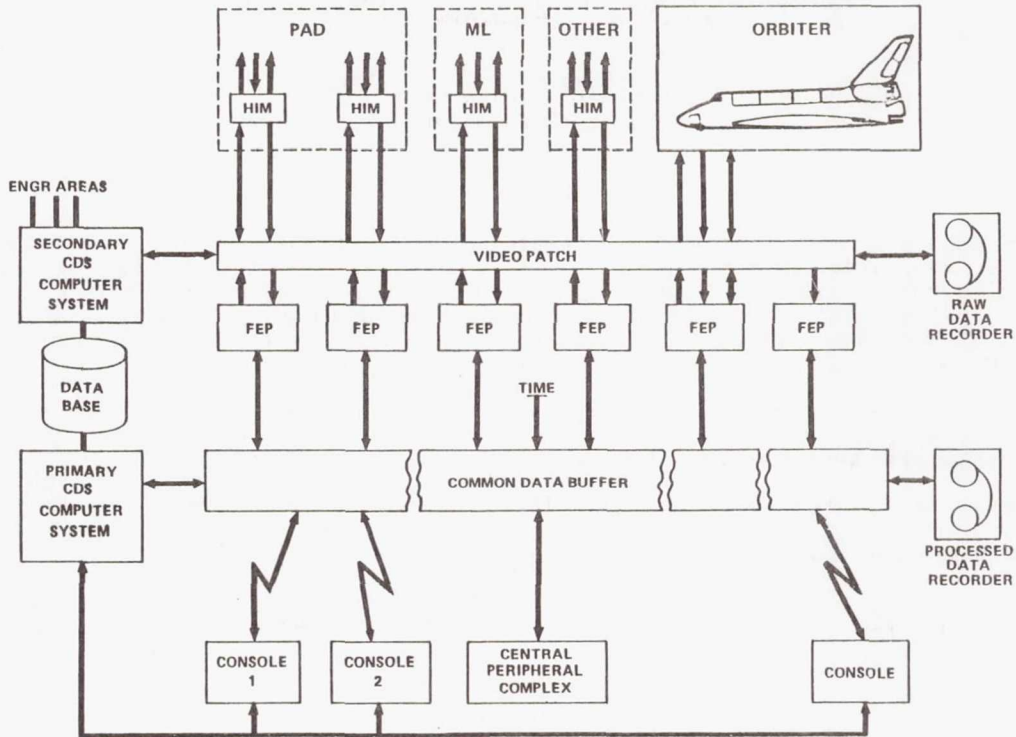 PAD
ML
OTHER
ORBITER
HIM
HIM
HIM
HIM
ENGR AREAS
SECONDARY
CDS
COMPUTER
SYSTEM
VIDEO PATCH
RAW
DATA
RECORDER
FEP
FEP
FEP
FEP
FEP
FEP
DATA
BASE
TIME
PRIMARY
CDS
COMPUTER
SYSTEM
COMMON DATA BUFFER
PROCESSED
DATA
RECORDER
CONSOLE
1
CONSOLE
2
CENTRAL
PERIPHERAL
COMPLEX
CONSOLE